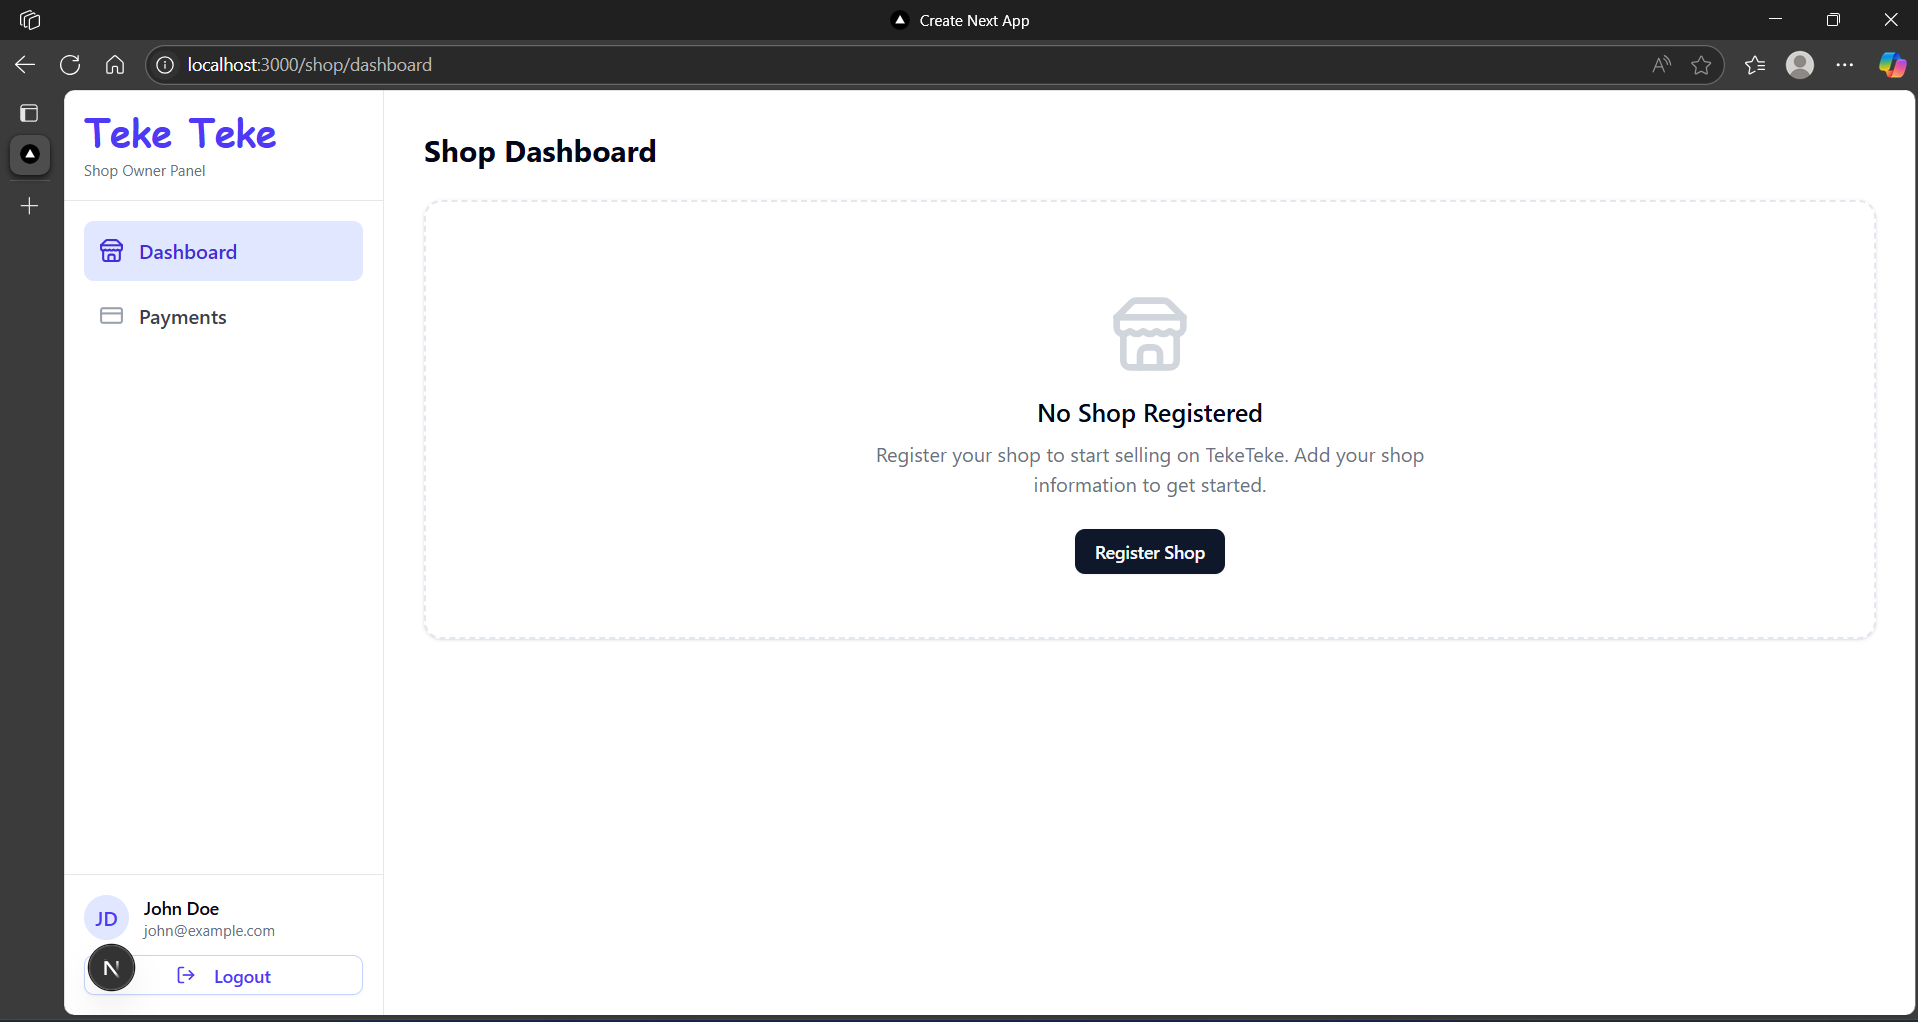 Create Next App
localhost:3000/shop/dashboard
Teke Teke
Shop Owner Panel
Dashboard
Payments
Shop Dashboard
No Shop Registered
Register your shop to start selling on TekeTeke. Add your shop
information to get started.
Register Shop
JD
John Doe
john@example.com
N
Logout